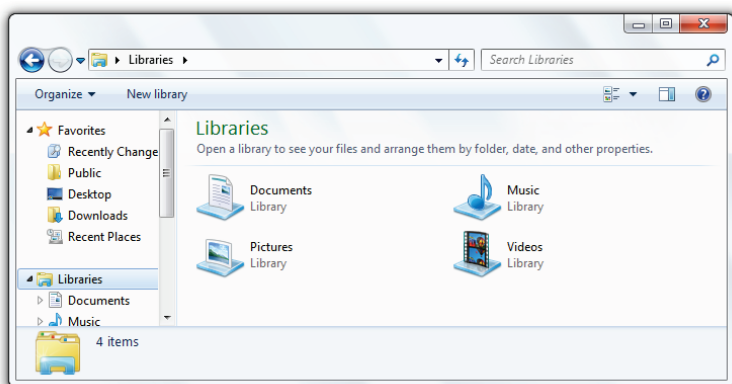 Libraries
Search Libraries
Organize
New library
Favorites
Recently Change
Public
Desktop
Downloads
Recent Places
Libraries
Documents
Music
Libraries
Open a library to see your files and arrange them by folder, date, and other properties.
Documents
Library
Music
Library
Pictures
Library
Videos
Library
4 items